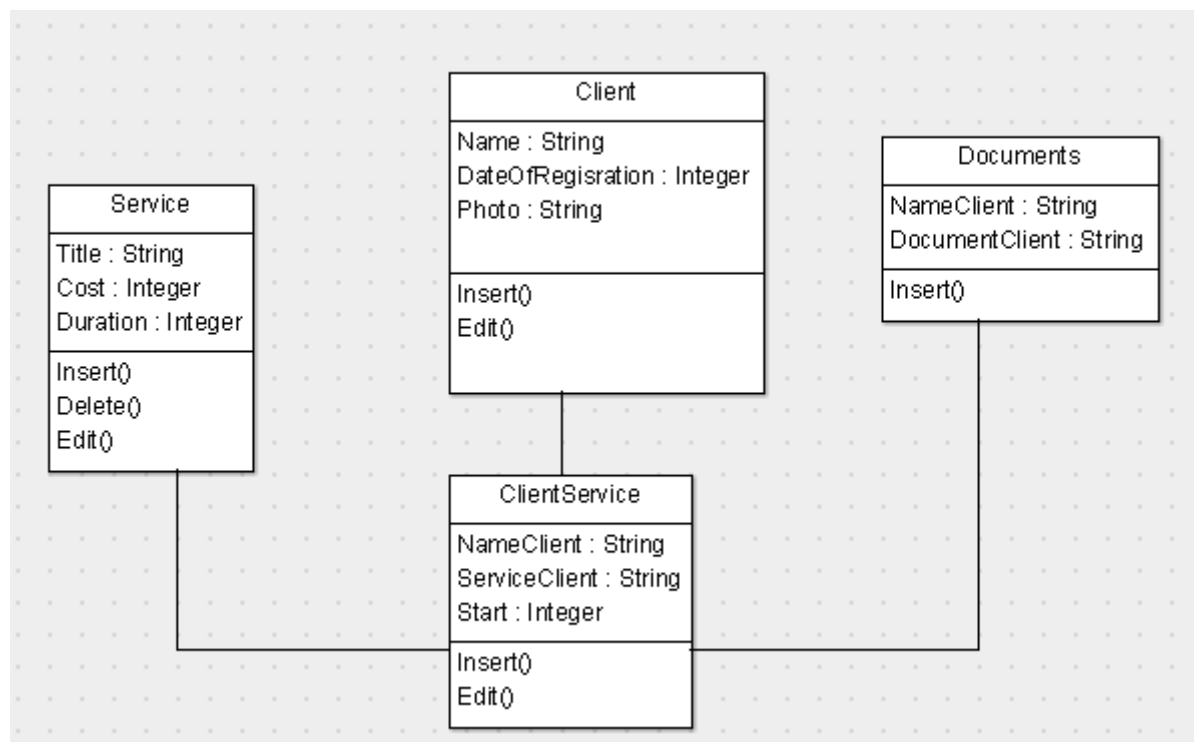 Client
Name : String
DateOfRegisration : Integer
Photo : String
Insert()
Edit()
Documents
NameClient : String
DocumentClient : String
Insert()
Service
Title : String
Cost : Integer
Duration : Integer
Insert()
Delete()
Edit()
ClientService
NameClient : String
ServiceClient : String
Start : Integer
Insert()
Edit()